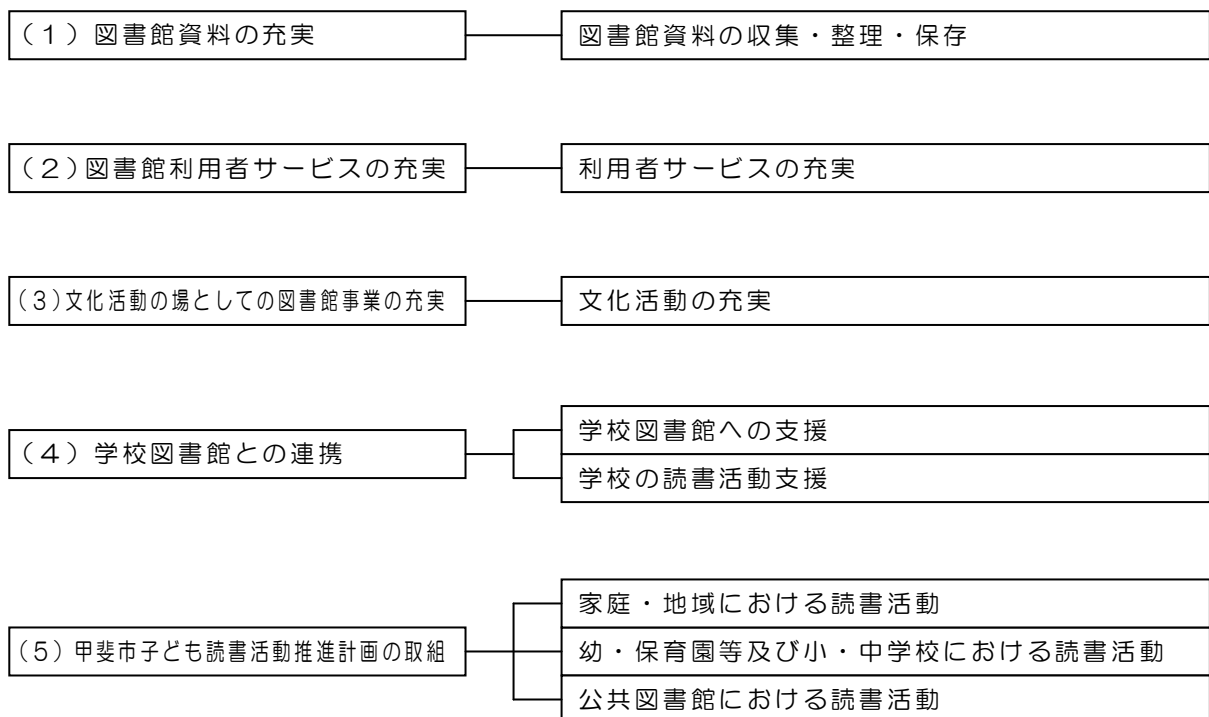 （１）図書館資料の充実
図書館資料の収集・整理・保存
（２）図書館利用者サービスの充実
利用者サービスの充実
（３）文化活動の場としての図書館事業の充実
文化活動の充実
（４）学校図書館との連携
学校図書館への支援
学校の読書活動支援
（５）甲斐市子ども読書活動推進計画の取組
家庭・地域における読書活動
幼・保育園等及び小・中学校における読書活動
公共図書館における読書活動